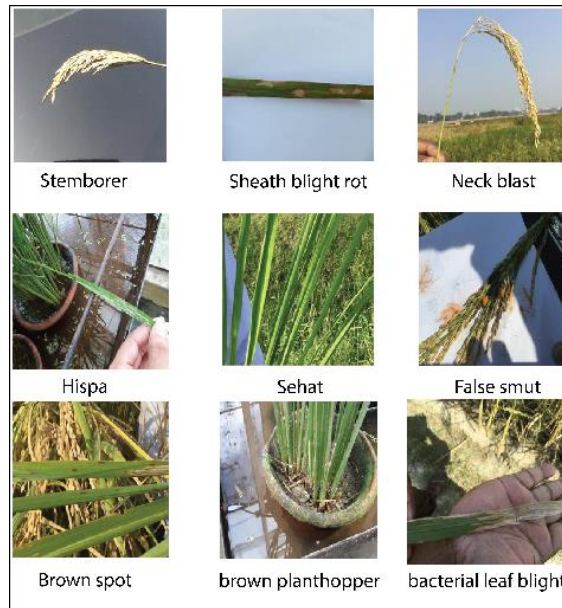 Stemborer
Sheath blight rot
Neck blast
Hispa
Sehat
False smut
Brown spot
brown planthopper
bacterial leaf blight